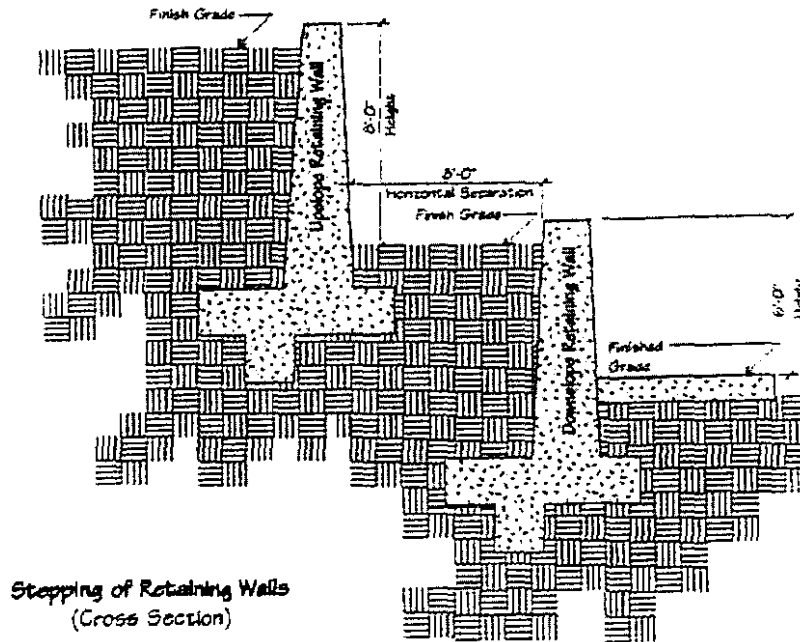 Finish Grade
Upslope Retaining Wall
8'-0"
Height
8'-0"
Horizontal Separation
Finish Grade
Downslope Retaining Wall
6'-0"
Height
Finished
Grade
Stepping of Retaining Walls
(Cross Section)